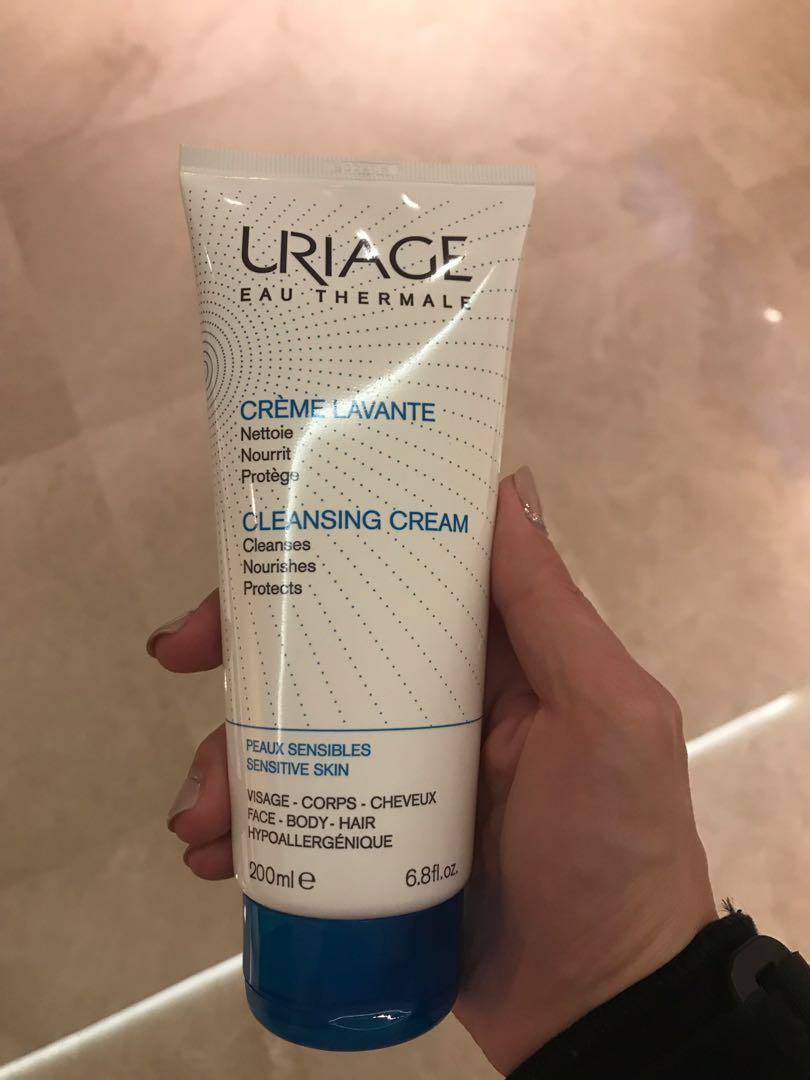 URIAGE
EAU THERMALE
CRÈME LAVANTE
Nettoie
Nourrit
Protège
CLEANSING CREAM
Cleanses
Nourishes
Protects
PEAUX SENSIBLES
SENSITIVE SKIN
VISAGE - CORPS - CHEVEUX
FACE - BODY - HAIR
HYPOALLERGÉNIQUE
200ml e 6.8fl.oz.